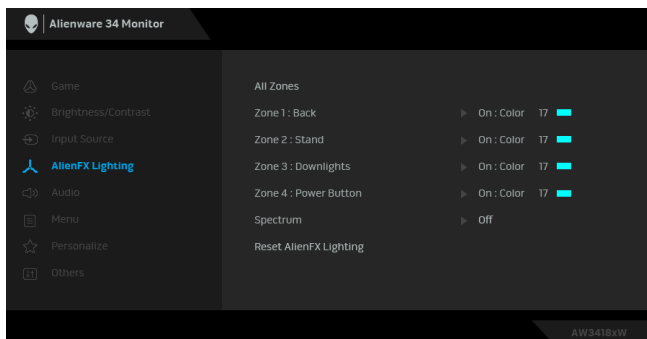 Alienware 34 Monitor
Game
Brightness/Contrast
Input Source
AlienFX Lighting
Audio
Menu
Personalize
Others
All Zones
Zone 1 : Back On : Color 17
Zone 2 : Stand On : Color 17
Zone 3 : Downlights On : Color 17
Zone 4 : Power Button On : Color 17
Spectrum Off
Reset AlienFX Lighting
AW3418xW